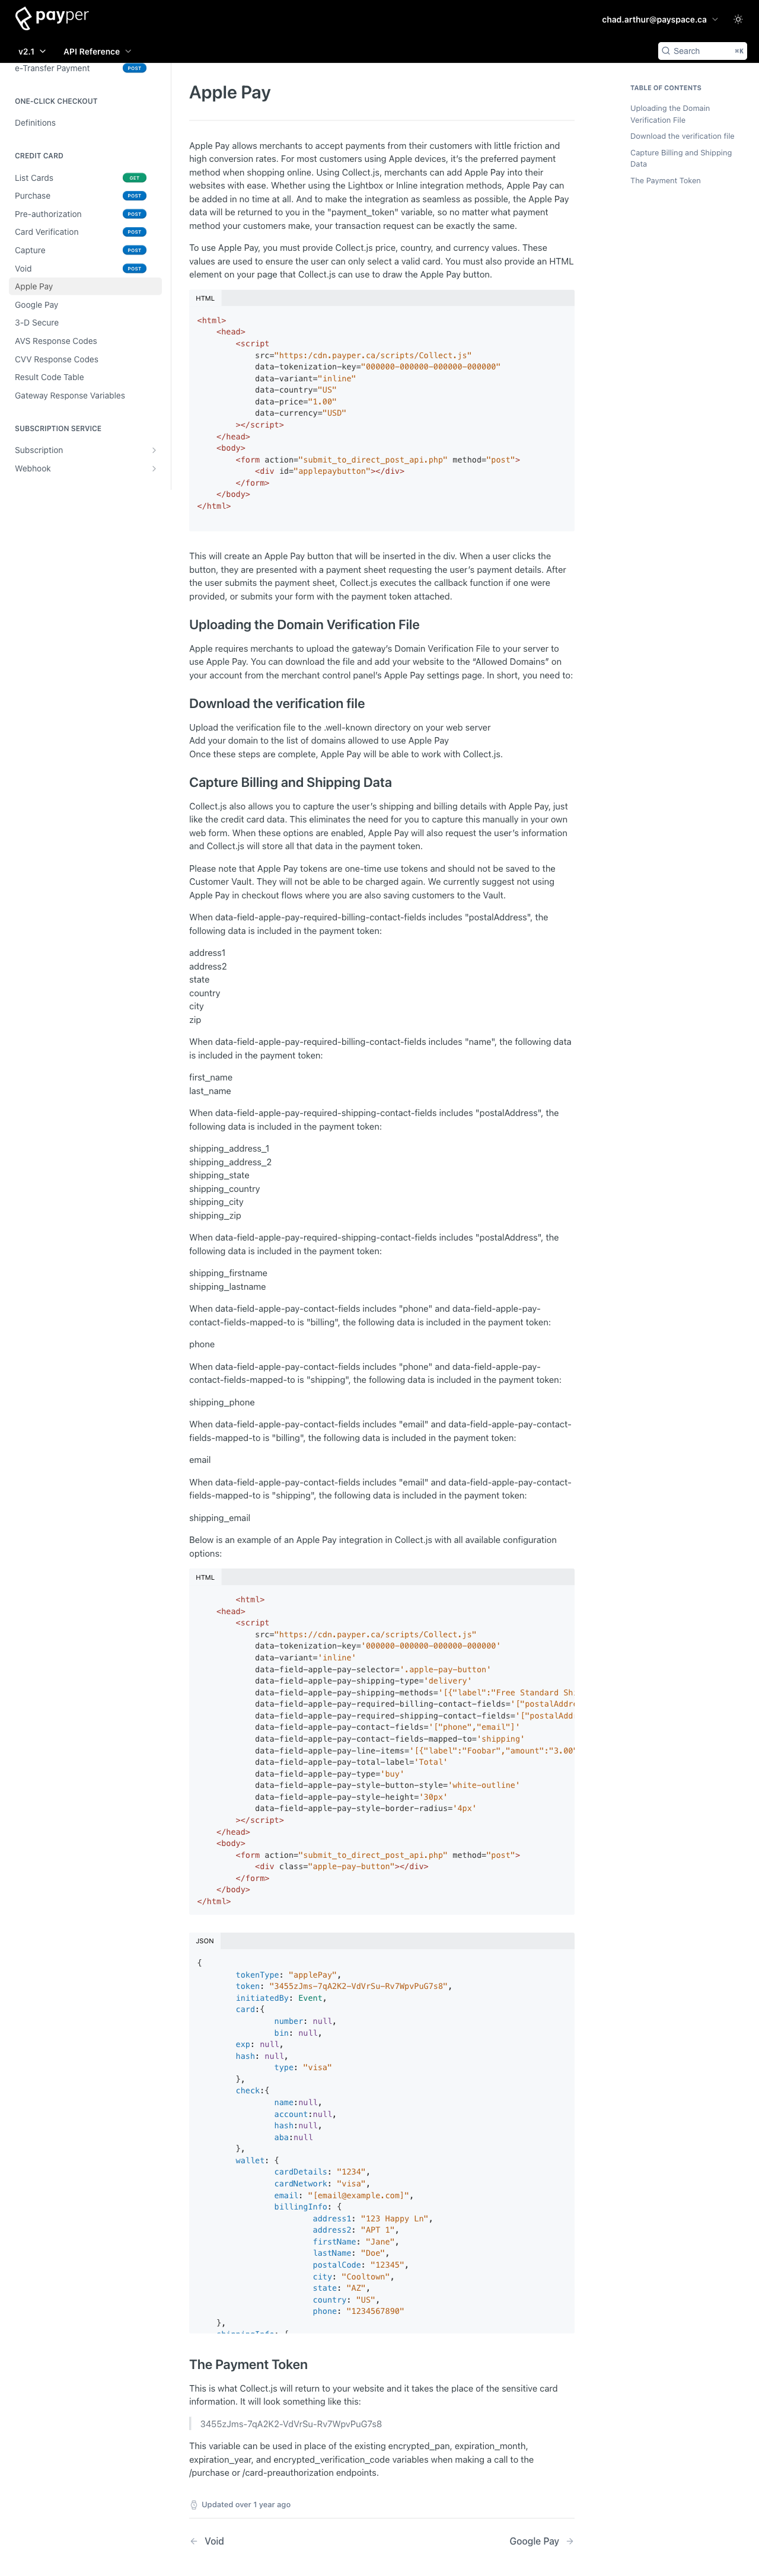 payper
chad.arthur@payspace.ca
v2.1
API Reference
Search
⌘K
e-Transfer Payment POST
ONE-CLICK CHECKOUT
Definitions
CREDIT CARD
List Cards GET
Purchase POST
Pre-authorization POST
Card Verification POST
Capture POST
Void POST
Apple Pay
Google Pay
3-D Secure
AVS Response Codes
CVV Response Codes
Result Code Table
Gateway Response Variables
SUBSCRIPTION SERVICE
Subscription
Webhook
Apple Pay
Apple Pay allows merchants to accept payments from their customers with little friction and
high conversion rates. For most customers using Apple devices, it's the preferred payment
method when shopping online. Using Collect.js, merchants can add Apple Pay into their
websites with ease. Whether using the Lightbox or Inline integration methods, Apple Pay can
be added in no time at all. And to make the integration as seamless as possible, the Apple Pay
data will be returned to you in the "payment_token" variable, so no matter what payment
method your customers make, your transaction request can be exactly the same.
To use Apple Pay, you must provide Collect.js price, country, and currency values. These
values are used to ensure the user can only select a valid card. You must also provide an HTML
element on your page that Collect.js can use to draw the Apple Pay button.
HTML
<html>
<head>
<script
src="https:/cdn.payper.ca/scripts/Collect.js"
data-tokenization-key="000000-000000-000000-000000"
data-variant="inline"
data-country="US"
data-price="1.00"
data-currency="USD"
></script>
</head>
<body>
<form action="submit_to_direct_post_api.php" method="post">
<div id="applepaybutton"></div>
</form>
</body>
</html>
This will create an Apple Pay button that will be inserted in the div. When a user clicks the
button, they are presented with a payment sheet requesting the user's payment details. After
the user submits the payment sheet, Collect.js executes the callback function if one were
provided, or submits your form with the payment token attached.
Uploading the Domain Verification File
Apple requires merchants to upload the gateway's Domain Verification File to your server to
use Apple Pay. You can download the file and add your website to the "Allowed Domains" on
your account from the merchant control panel's Apple Pay settings page. In short, you need to:
Download the verification file
Upload the verification file to the .well-known directory on your web server
Add your domain to the list of domains allowed to use Apple Pay
Once these steps are complete, Apple Pay will be able to work with Collect.js.
Capture Billing and Shipping Data
Collect.js also allows you to capture the user's shipping and billing details with Apple Pay, just
like the credit card data. This eliminates the need for you to capture this manually in your own
web form. When these options are enabled, Apple Pay will also request the user's information
and Collect.js will store all that data in the payment token.
Please note that Apple Pay tokens are one-time use tokens and should not be saved to the
Customer Vault. They will not be able to be charged again. We currently suggest not using
Apple Pay in checkout flows where you are also saving customers to the Vault.
When data-field-apple-pay-required-billing-contact-fields includes "postalAddress", the
following data is included in the payment token:
address1
address2
state
country
city
zip
When data-field-apple-pay-required-billing-contact-fields includes "name", the following data
is included in the payment token:
first_name
last_name
When data-field-apple-pay-required-shipping-contact-fields includes "postalAddress", the
following data is included in the payment token:
shipping_address_1
shipping_address_2
shipping_state
shipping_country
shipping_city
shipping_zip
When data-field-apple-pay-required-shipping-contact-fields includes "postalAddress", the
following data is included in the payment token:
shipping_firstname
shipping_lastname
When data-field-apple-pay-contact-fields includes "phone" and data-field-apple-pay-
contact-fields-mapped-to is "billing", the following data is included in the payment token:
phone
When data-field-apple-pay-contact-fields includes "phone" and data-field-apple-pay-
contact-fields-mapped-to is "shipping", the following data is included in the payment token:
shipping_phone
When data-field-apple-pay-contact-fields includes "email" and data-field-apple-pay-contact-
fields-mapped-to is "billing", the following data is included in the payment token:
email
When data-field-apple-pay-contact-fields includes "email" and data-field-apple-pay-contact-
fields-mapped-to is "shipping", the following data is included in the payment token:
shipping_email
Below is an example of an Apple Pay integration in Collect.js with all available configuration
options:
HTML
<html>
<head>
<script
src="https://cdn.payper.ca/scripts/Collect.js"
data-tokenization-key='000000-000000-000000-000000'
data-variant='inline'
data-field-apple-pay-selector='.apple-pay-button'
data-field-apple-pay-shipping-type='delivery'
data-field-apple-pay-shipping-methods='[{"label":"Free Standard Sh
data-field-apple-pay-required-billing-contact-fields='["postalAddre
data-field-apple-pay-required-shipping-contact-fields='["postalAdd
data-field-apple-pay-contact-fields='["phone","email"]'
data-field-apple-pay-contact-fields-mapped-to='shipping'
data-field-apple-pay-line-items='[{"label":"Foobar","amount":"3.00"
data-field-apple-pay-total-label='Total'
data-field-apple-pay-type='buy'
data-field-apple-pay-style-button-style='white-outline'
data-field-apple-pay-style-height='30px'
data-field-apple-pay-style-border-radius='4px'
></script>
</head>
<body>
<form action="submit_to_direct_post_api.php" method="post">
<div class="apple-pay-button"></div>
</form>
</body>
</html>
JSON
{
tokenType: "applePay",
token: "3455zJms-7qA2K2-VdVrSu-Rv7WpvPuG7s8",
initiatedBy: Event,
card:{
number: null,
bin: null,
exp: null,
hash: null,
type: "visa"
},
check:{
name:null,
account:null,
hash:null,
aba:null
},
wallet: {
cardDetails: "1234",
cardNetwork: "visa",
email: "[email@example.com]",
billingInfo: {
address1: "123 Happy Ln",
address2: "APT 1",
firstName: "Jane",
lastName: "Doe",
postalCode: "12345",
city: "Cooltown",
state: "AZ",
country: "US",
phone: "1234567890"
},
The Payment Token
This is what Collect.js will return to your website and it takes the place of the sensitive card
information. It will look something like this:
3455zJms-7qA2K2-VdVrSu-Rv7WpvPuG7s8
This variable can be used in place of the existing encrypted_pan, expiration_month,
expiration_year, and encrypted_verification_code variables when making a call to the
/purchase or /card-preauthorization endpoints.
Updated over 1 year ago
← Void
Google Pay →
TABLE OF CONTENTS
Uploading the Domain
Verification File
Download the verification file
Capture Billing and Shipping
Data
The Payment Token